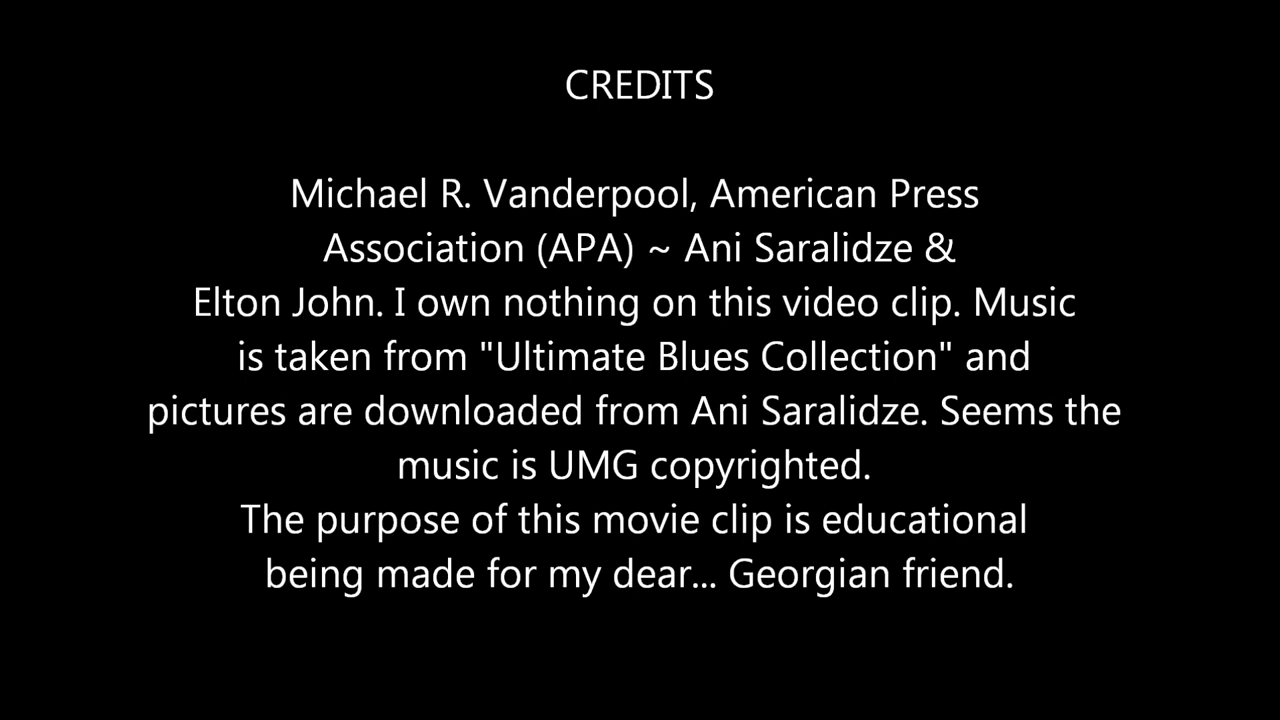 CREDITS
Michael R. Vanderpool, American Press
Association (APA) ~ Ani Saralidze &
Elton John. I own nothing on this video clip. Music
is taken from "Ultimate Blues Collection" and
pictures are downloaded from Ani Saralidze. Seems the
music is UMG copyrighted.
The purpose of this movie clip is educational
being made for my dear... Georgian friend.